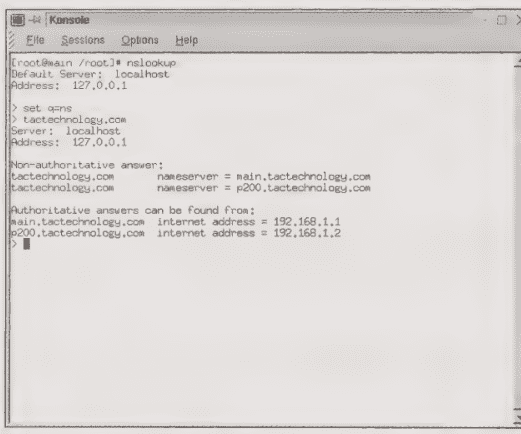 Konsole
File Sessions Options Help
[root@main /root]# nslookup
Default Server: localhost
Address: 127.0.0.1

> set q=ns
> tactechnology.com
Server: localhost
Address: 127.0.0.1

Non-authoritative answer:
tactechnology.com nameserver = main.tactechnology.com
tactechnology.com nameserver = p200.tactechnology.com

Authoritative answers can be found from:
main.tactechnology.com internet address = 192.168.1.1
p200.tactechnology.com internet address = 192.168.1.2
>